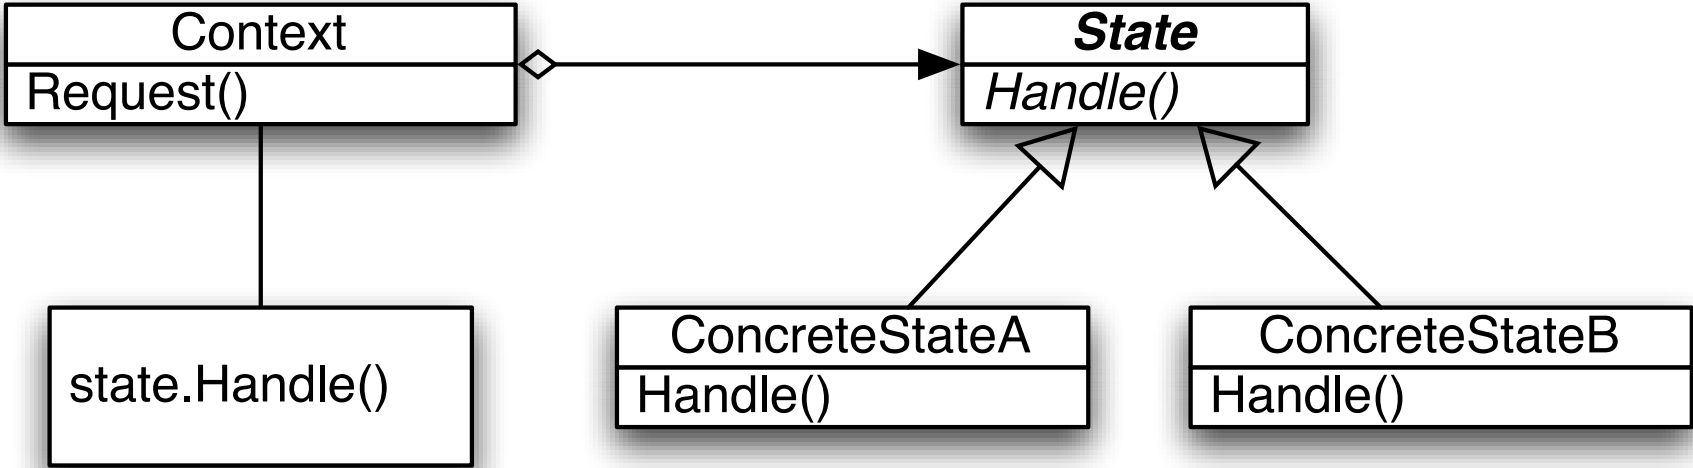 Context
Request()
State
Handle()
state.Handle()
ConcreteStateA
Handle()
ConcreteStateB
Handle()